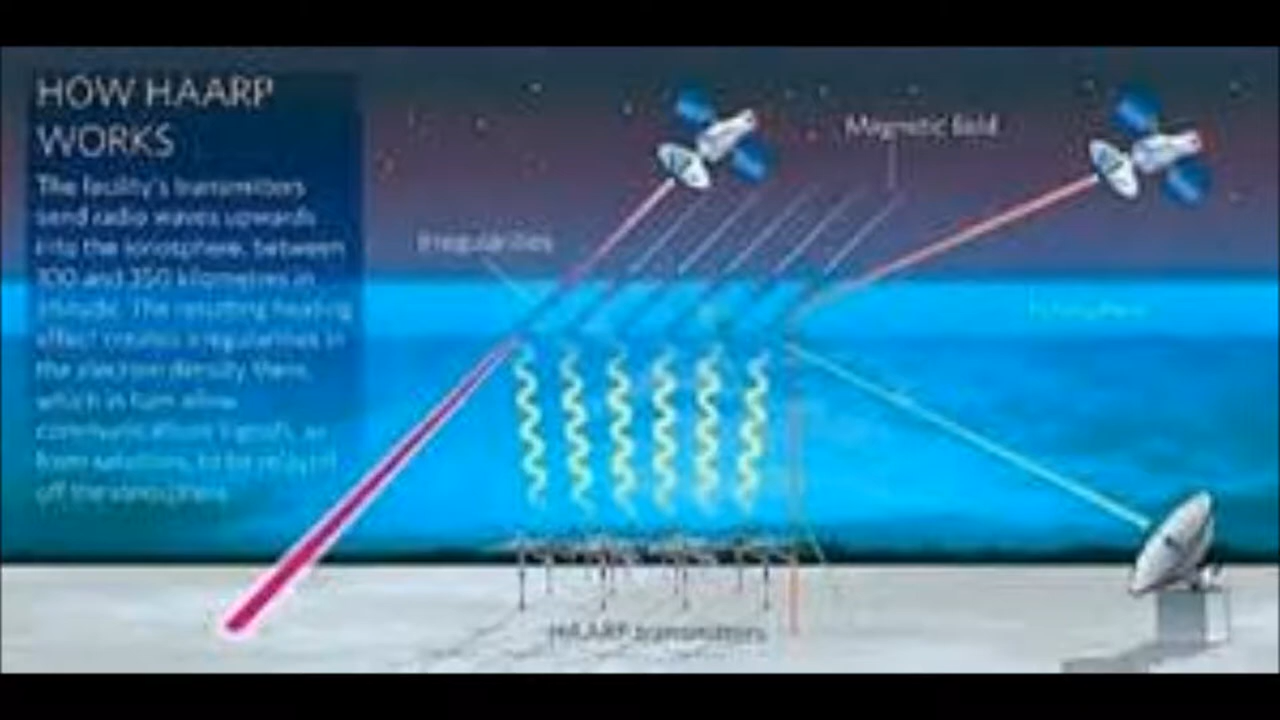 HOW HAARP
WORKS
The facility's transmitters
send radio waves upwards
into the ionosphere, between
100 and 350 kilometres in
altitude. The resulting heating
effect creates irregularities in
the electron density there,
which in turn allow
communications signals, as
from satellites, to be
off the ionosphere
Magnetic field
Irregularities
Ionosphere
HAARP transmitters